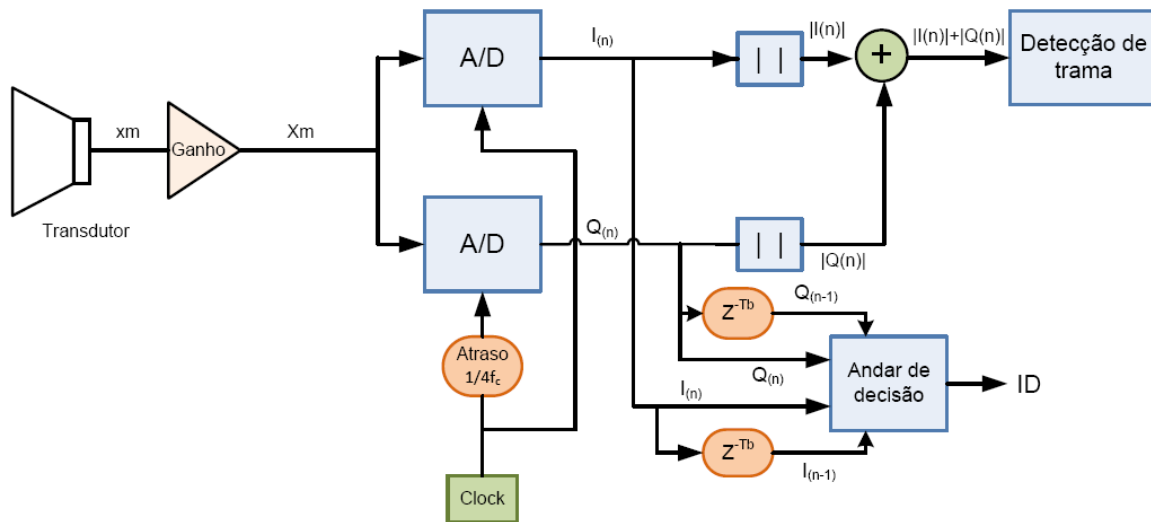 I(n)
|I(n)|
|I(n)|+|Q(n)|
A/D
| |
+
Detecção de
trama
xm
Ganho
Xm
Transdutor
A/D
Q(n)
| |
|Q(n)|
Z-Tb
Q(n-1)
Atraso
1/4fc
Q(n)
Andar de
decisão
ID
I(n)
Z-Tb
I(n-1)
Clock